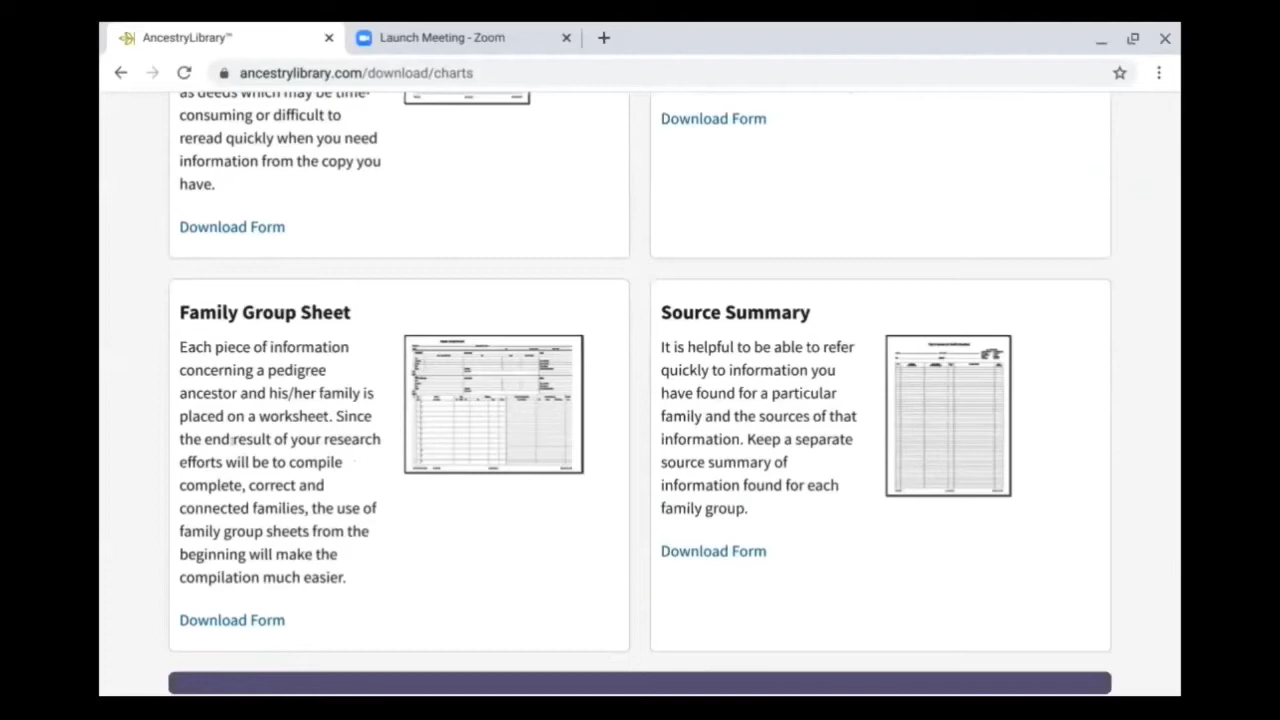 AncestryLibrary™
Launch Meeting - Zoom
ancestrylibrary.com/download/charts
as deeds which may be time-
consuming or difficult to
reread quickly when you need
information from the copy you
have.
Download Form
Download Form
Family Group Sheet
Each piece of information
concerning a pedigree
ancestor and his/her family is
placed on a worksheet. Since
the end result of your research
efforts will be to compile
complete, correct and
connected families, the use of
family group sheets from the
beginning will make the
compilation much easier.
Download Form
Source Summary
It is helpful to be able to refer
quickly to information you
have found for a particular
family and the sources of that
information. Keep a separate
source summary of
information found for each
family group.
Download Form